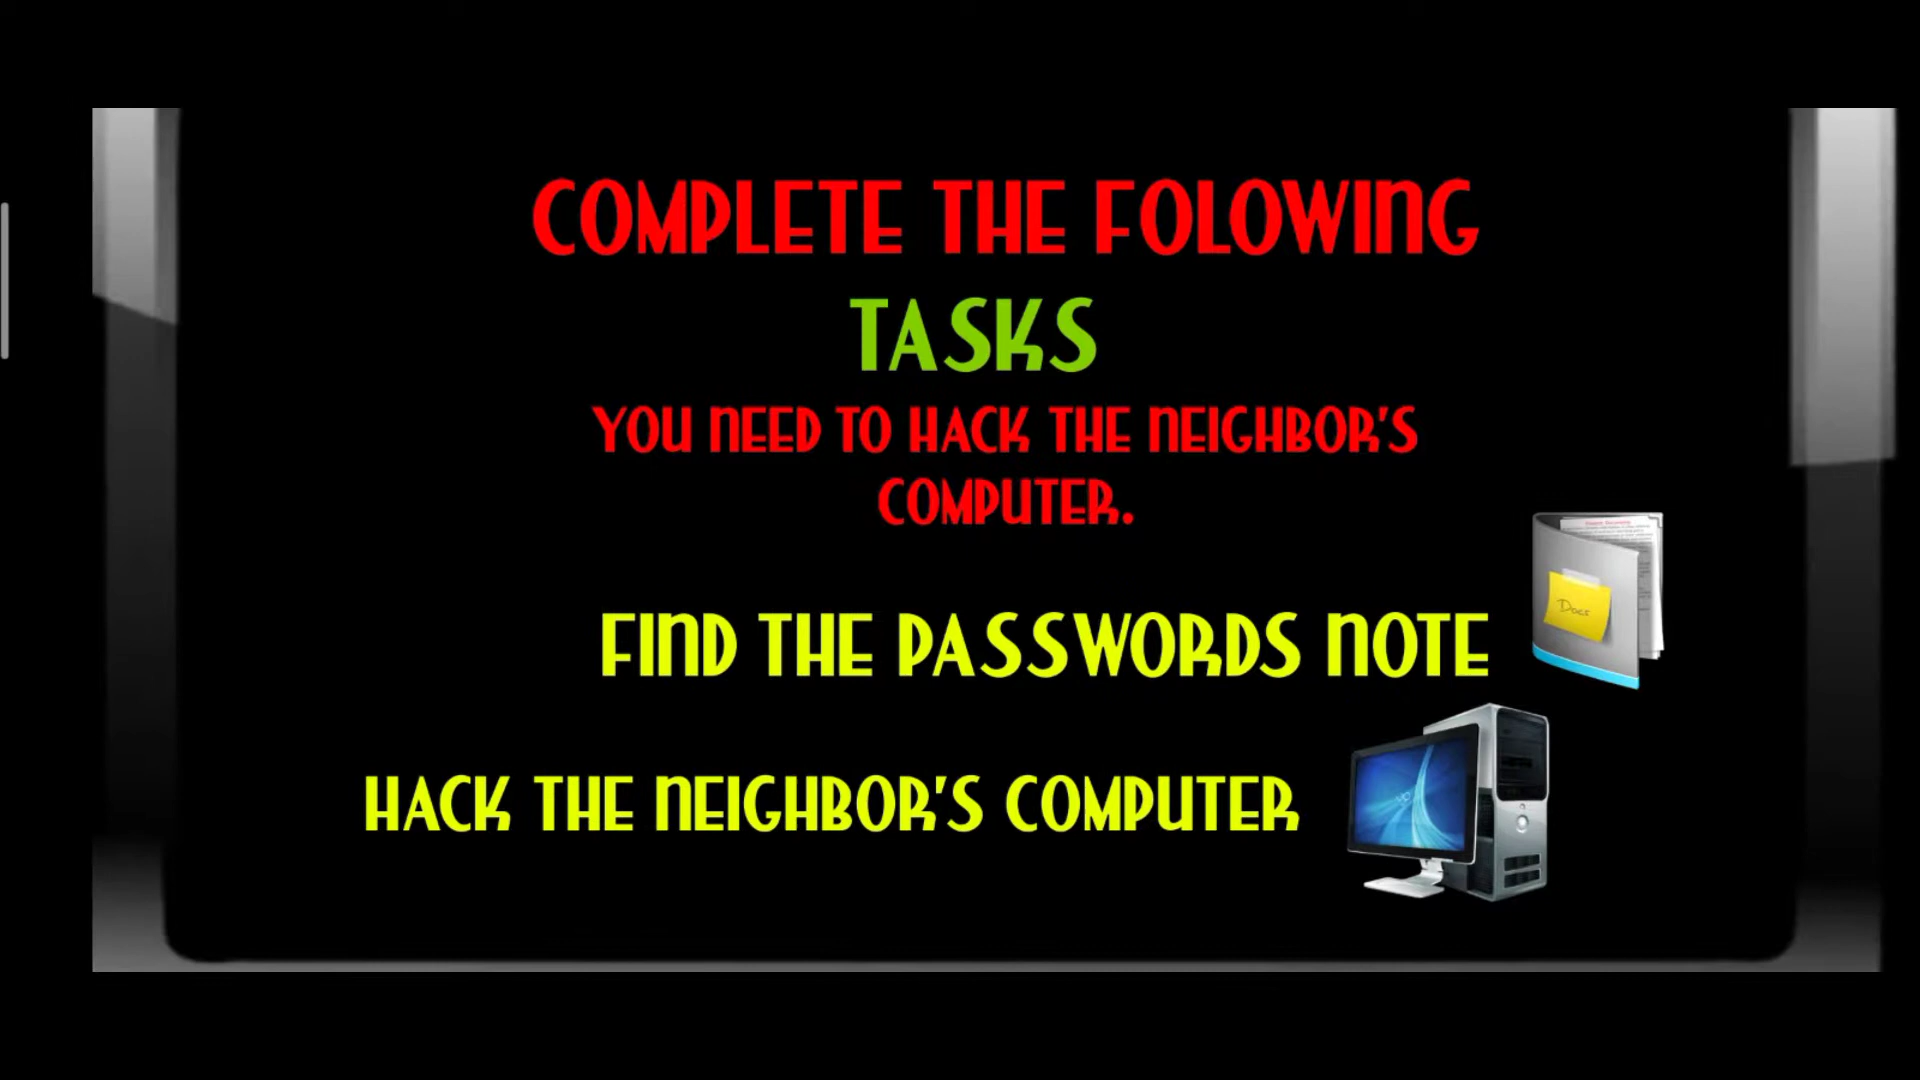 COMPLETE THE FOLOWING
TASKS
YOU NEED TO HACK THE NEIGHBOR'S
COMPUTER.
FIND THE PASSWORDS NOTE
Docs
HACK THE NEIGHBOR'S COMPUTER